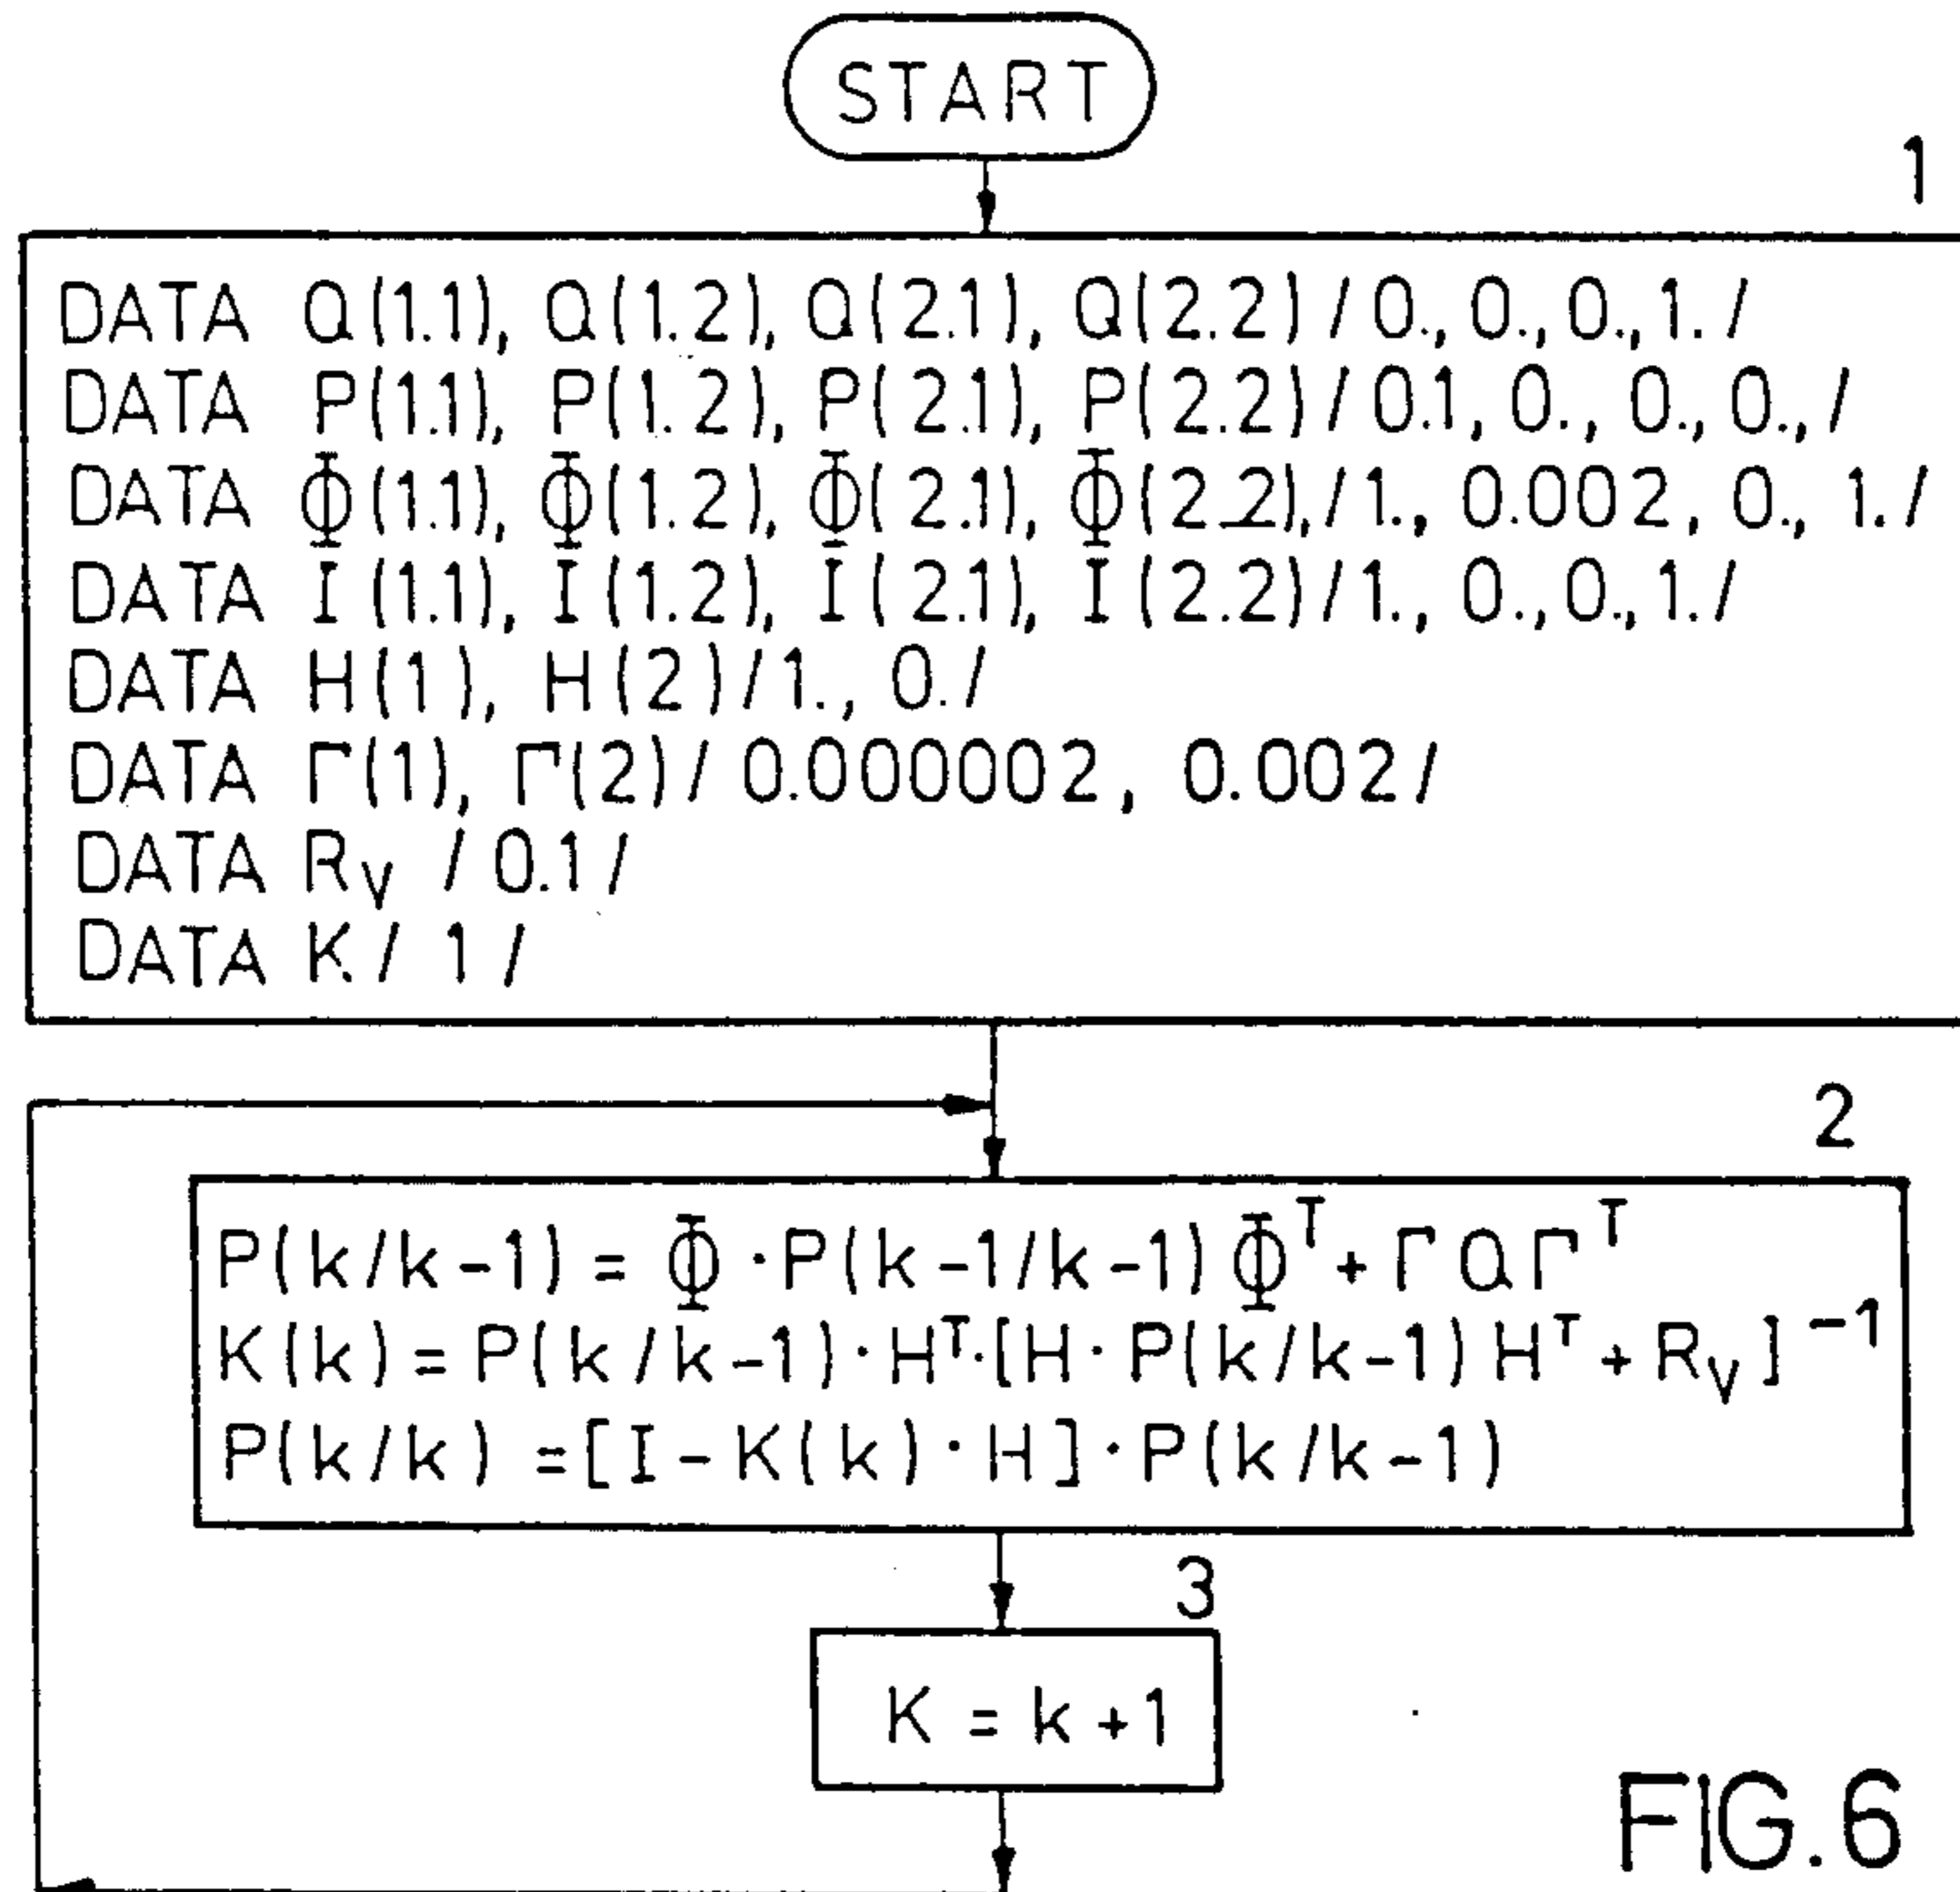 START
1
DATA Q(1.1), Q(1.2), Q(2.1), Q(2.2)/0.,0.,0.,1./
DATA P(1.1), P(1.2), P(2.1), P(2.2)/0.1, 0., 0., 0.,/
DATA Φ(1.1), Φ(1.2), Φ(2.1), Φ(2.2),/1., 0.002, 0., 1./
DATA I(1.1), I(1.2), I(2.1), I(2.2)/1., 0.,0.,1./
DATA H(1), H(2)/1., 0./
DATA Γ(1), Γ(2)/ 0.000002, 0.002/
DATA Rᵥ / 0.1/
DATA K/ 1 /
2
P(k/k-1) = Φ·P(k-1/k-1)Φᵀ+ΓQΓᵀ
K(k)=P(k/k-1)·Hᵀ·[H·P(k/k-1)Hᵀ+Rᵥ]⁻¹
P(k/k) =[I-K(k)·H]·P(k/k-1)
3
K = k+1
FIG.6